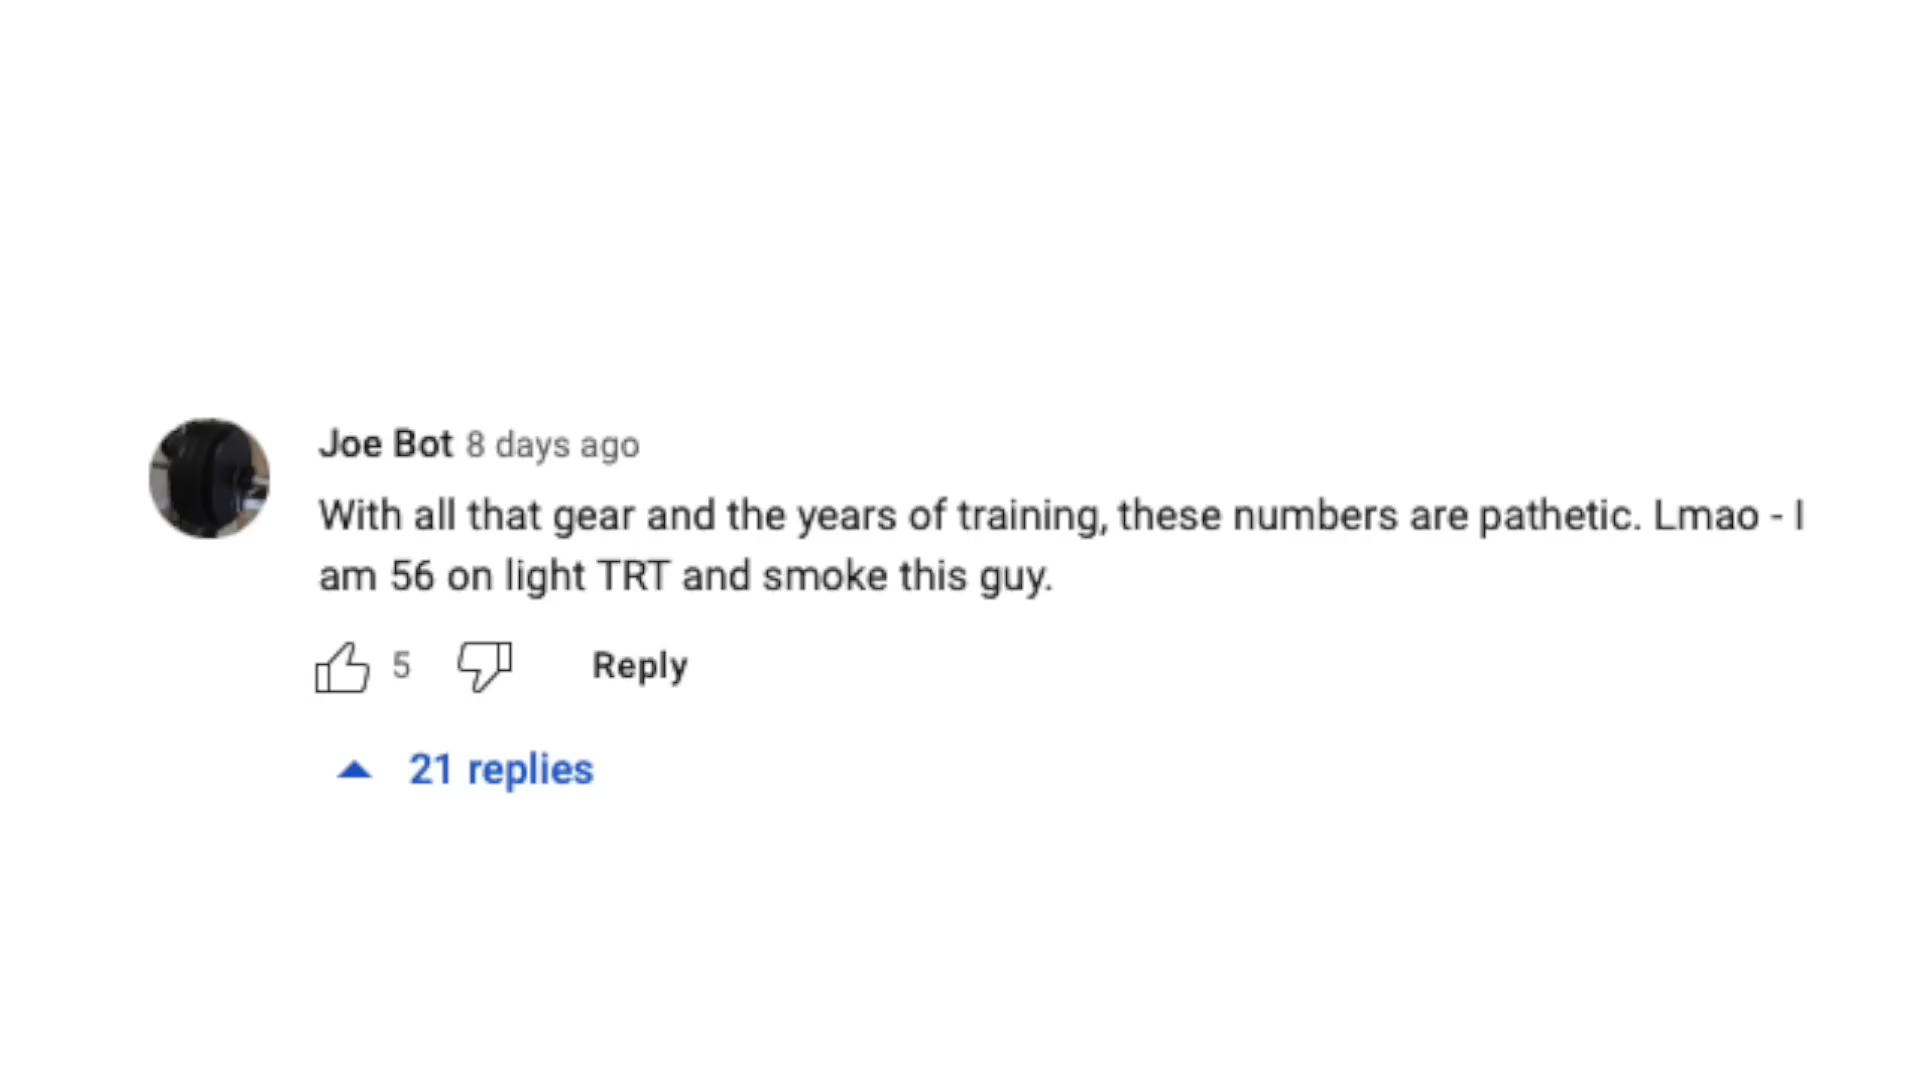 Joe Bot 8 days ago
With all that gear and the years of training, these numbers are pathetic. Lmao - I
am 56 on light TRT and smoke this guy.
5 Reply
21 replies